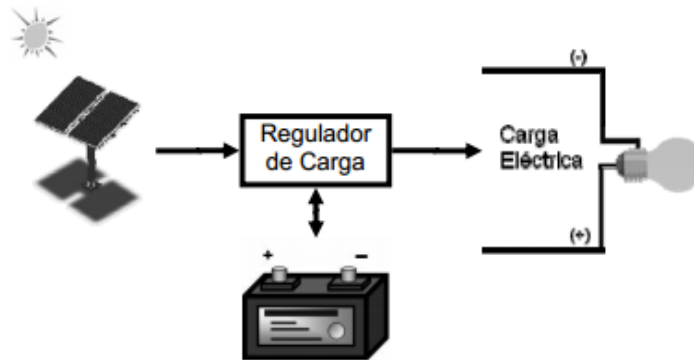 (-)
Regulador
de Carga
Carga
Eléctrica
(+)
+ −